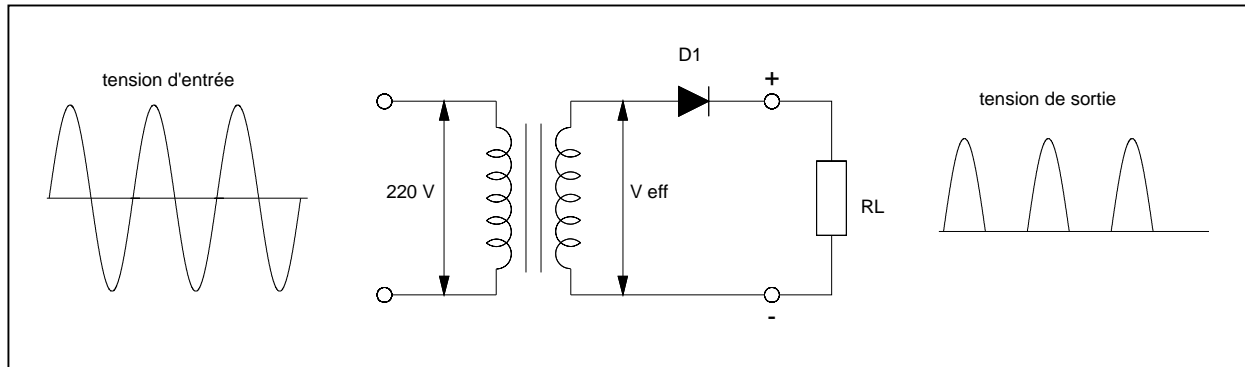 tension d'entrée
D1
+
tension de sortie
220 V
V eff
RL
-